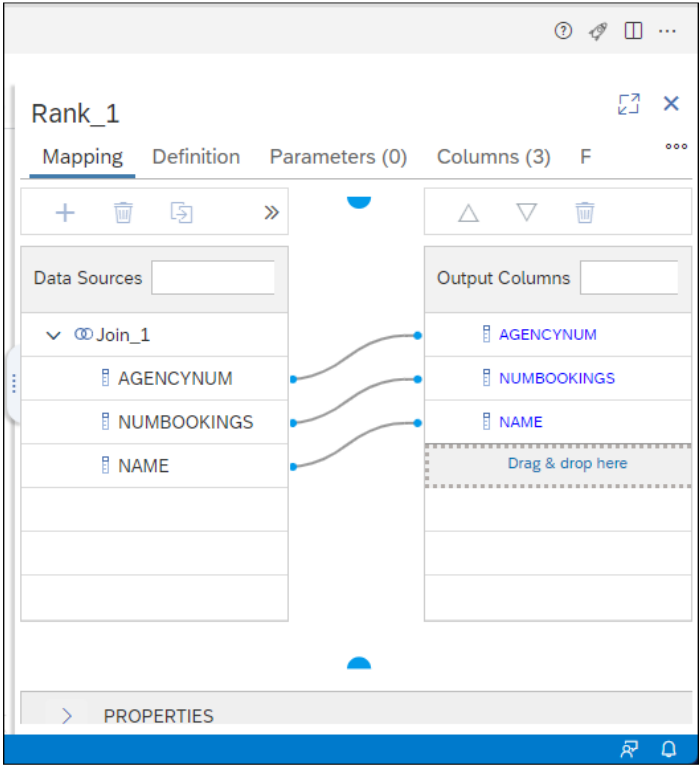 Rank_1
Mapping Definition Parameters (0) Columns (3) F
Data Sources
Output Columns
Join_1
AGENCYNUM
AGENCYNUM
NUMBOOKINGS
NUMBOOKINGS
NAME
NAME
Drag & drop here
PROPERTIES